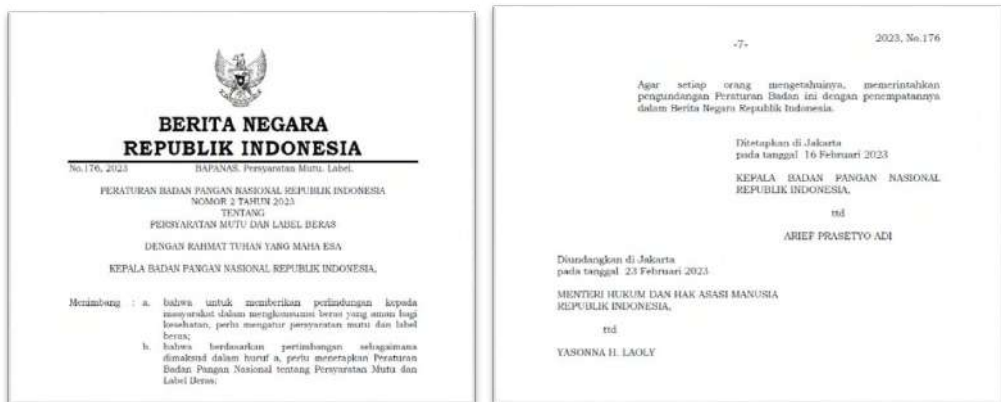 BERITA NEGARA
REPUBLIK INDONESIA
No.176, 2023 BAPANAS. Persyaratan Mutu. Label.
PERATURAN BADAN PANGAN NASIONAL REPUBLIK INDONESIA
NOMOR 2 TAHUN 2023
TENTANG
PERSYARATAN MUTU DAN LABEL BERAS
DENGAN RAHMAT TUHAN YANG MAHA ESA
KEPALA BADAN PANGAN NASIONAL REPUBLIK INDONESIA,
Menimbang : a. bahwa untuk memberikan perlindungan kepada
masyarakat dalam mengkonsumsi beras yang aman bagi
kesehatan, perlu mengatur persyaratan mutu dan label
beras;
b. bahwa berdasarkan pertimbangan sebagaimana
dimaksud dalam huruf a, perlu menetapkan Peraturan
Badan Pangan Nasional tentang Persyaratan Mutu dan
Label Beras;
-7-
2023, No.176
Agar setiap orang mengetahuinya, memerintahkan
pengundangan Peraturan Badan ini dengan penempatannya
dalam Berita Negara Republik Indonesia.
Ditetapkan di Jakarta
pada tanggal 16 Februari 2023
KEPALA BADAN PANGAN NASIONAL
REPUBLIK INDONESIA,
ttd
ARIEF PRASETYO ADI
Diundangkan di Jakarta
pada tanggal 23 Februari 2023
MENTERI HUKUM DAN HAK ASASI MANUSIA
REPUBLIK INDONESIA,
ttd
YASONNA H. LAOLY